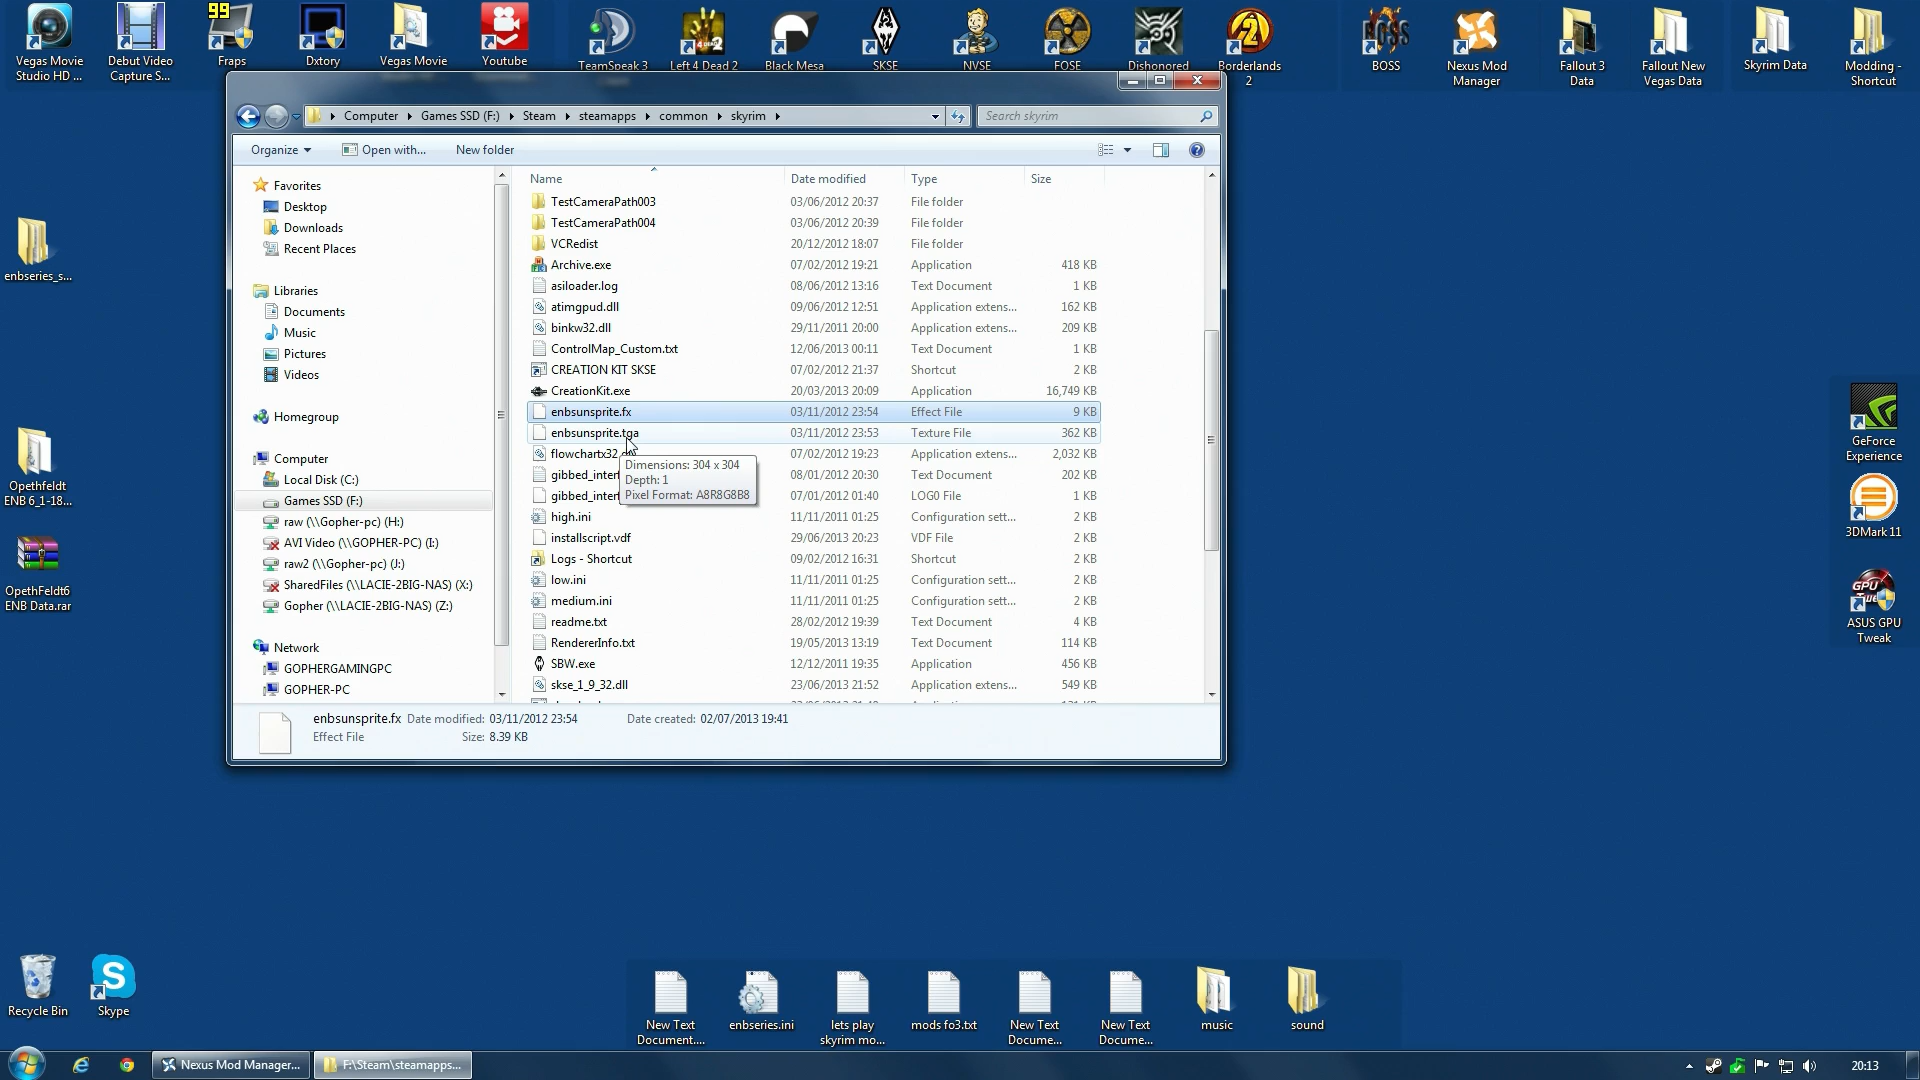 99
Vegas Movie
Studio HD ...
Debut Video
Capture S...
Fraps
Dxtory
Vegas Movie
Youtube
TeamSpeak 3
Left 4 Dead 2
Black Mesa
SKSE
NVSE
FOSE
Dishonored
Borderlands
2
BOSS
Nexus Mod
Manager
Fallout 3
Data
Fallout New
Vegas Data
Skyrim Data
Modding -
Shortcut
Computer
Games SSD (F:)
Steam
steamapps
common
skyrim
Search skyrim
Organize
Open with...
New folder
Favorites
Desktop
Downloads
Recent Places
Libraries
Documents
Music
Pictures
Videos
Homegroup
Computer
Local Disk (C:)
Games SSD (F:)
raw (\\Gopher-pc) (H:)
AVI Video (\\GOPHER-PC) (I:)
raw2 (\\Gopher-pc) (J:)
SharedFiles (\\LACIE-2BIG-NAS) (X:)
Gopher (\\LACIE-2BIG-NAS) (Z:)
Network
GOPHERGAMINGPC
GOPHER-PC
Name Date modified Type Size
TestCameraPath003 03/06/2012 20:37 File folder
TestCameraPath004 03/06/2012 20:39 File folder
VCRedist 20/12/2012 18:07 File folder
Archive.exe 07/02/2012 19:21 Application 418 KB
asiloader.log 08/06/2012 13:16 Text Document 1 KB
atimgpud.dll 09/06/2012 12:51 Application extens... 162 KB
binkw32.dll 29/11/2011 20:00 Application extens... 209 KB
ControlMap_Custom.txt 12/06/2013 00:11 Text Document 1 KB
CREATION KIT SKSE 07/02/2012 21:37 Shortcut 2 KB
CreationKit.exe 20/03/2013 20:09 Application 16,749 KB
enbsunsprite.fx 03/11/2012 23:54 Effect File 9 KB
enbsunsprite.tga 03/11/2012 23:53 Texture File 362 KB
flowchartx32 07/02/2012 19:23 Application extens... 2,032 KB
gibbed_inter 08/01/2012 20:30 Text Document 202 KB
gibbed_inter 07/01/2012 01:40 LOG0 File 1 KB
Dimensions: 304 x 304
Depth: 1
Pixel Format: A8R8G8B8
high.ini 11/11/2011 01:25 Configuration sett... 2 KB
installscript.vdf 29/06/2013 20:23 VDF File 2 KB
Logs - Shortcut 09/02/2012 16:31 Shortcut 2 KB
low.ini 11/11/2011 01:25 Configuration sett... 2 KB
medium.ini 11/11/2011 01:25 Configuration sett... 2 KB
readme.txt 28/02/2012 19:39 Text Document 4 KB
RendererInfo.txt 19/05/2013 13:19 Text Document 114 KB
SBW.exe 12/12/2011 19:35 Application 456 KB
skse_1_9_32.dll 23/06/2013 21:52 Application extens... 549 KB
enbsunsprite.fx Date modified: 03/11/2012 23:54 Date created: 02/07/2013 19:41
Effect File Size: 8.39 KB
enbseries_s...
Opethfeldt
ENB 6_1-18...
OpethFeldt6
ENB Data.rar
GeForce
Experience
3DMark 11
ASUS GPU
Tweak
Recycle Bin
Skype
New Text
Document....
enbseries.ini
lets play
skyrim mo...
mods fo3.txt
New Text
Docume...
New Text
Docume...
music
sound
Nexus Mod Manager...
F:\Steam\steamapps...
20:13